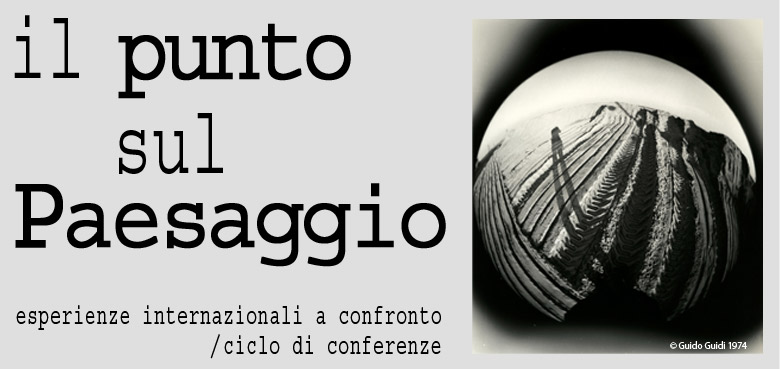 il punto
sul
Paesaggio
esperienze internazionali a confronto
/ciclo di conferenze
© Guido Guidi 1974